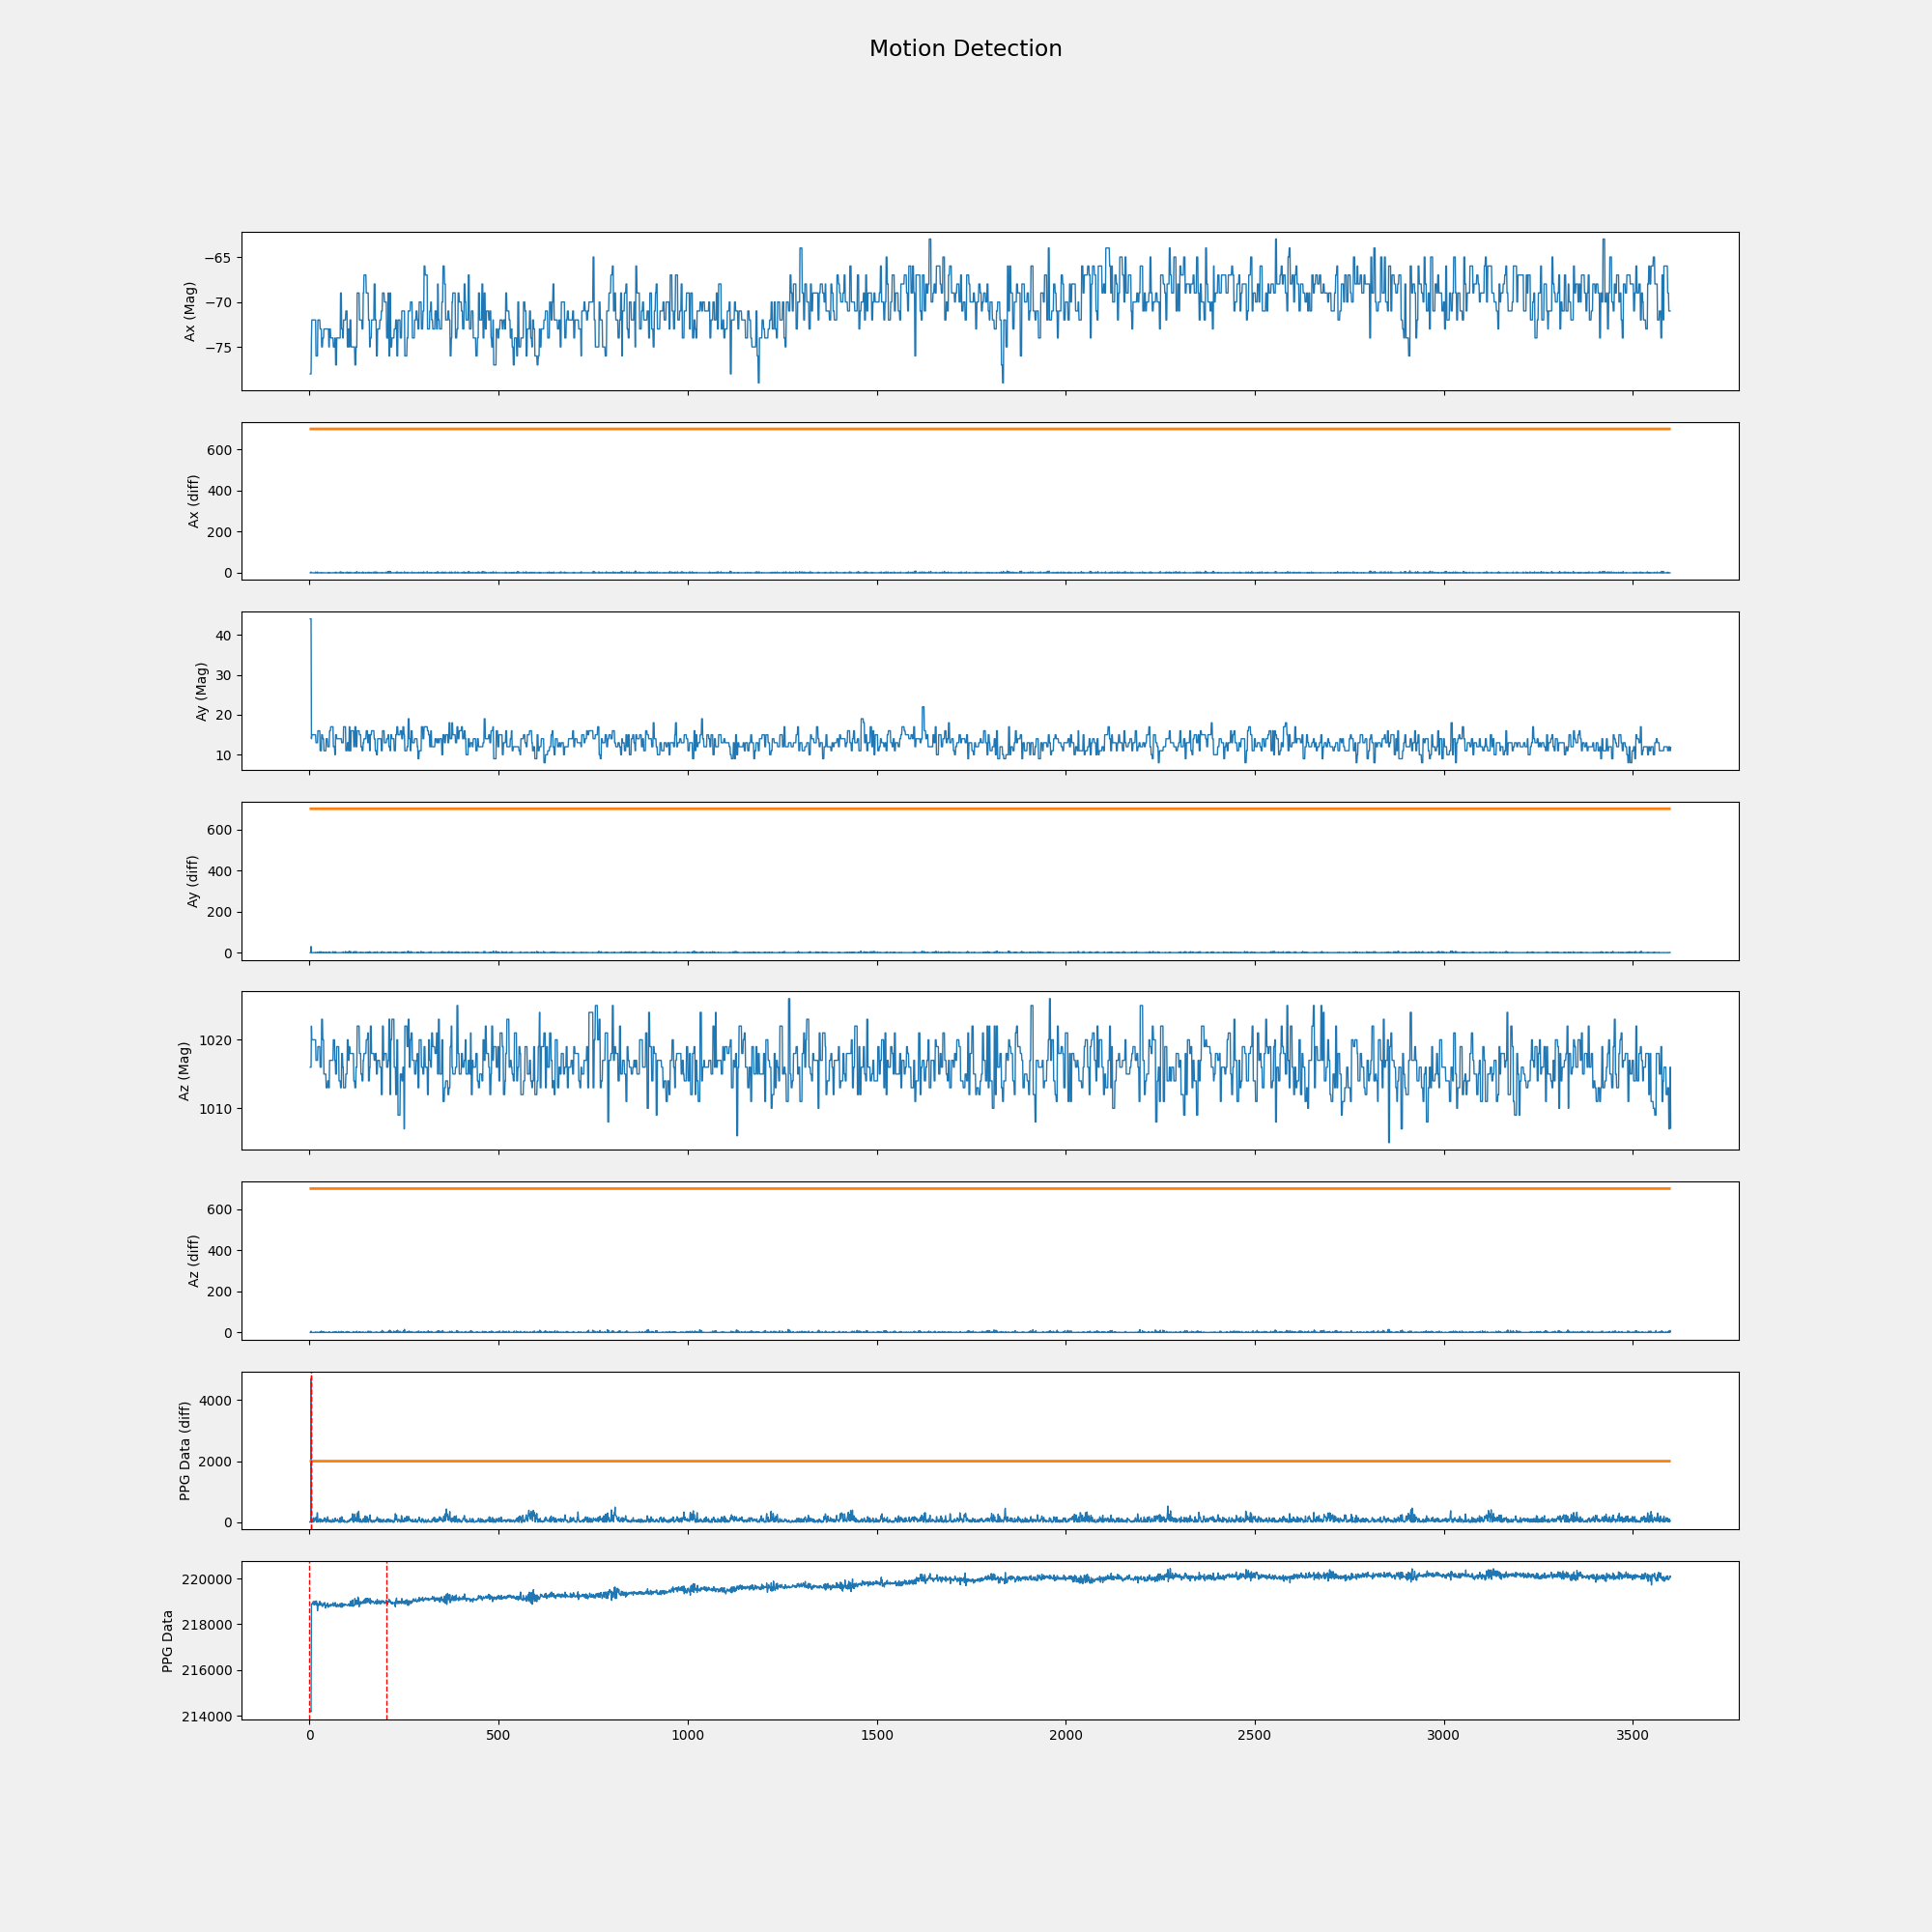 Motion Detection
Ax (Mag)
−65
−70
−75
Ax (diff)
600
400
200
0
Ay (Mag)
40
30
20
10
Ay (diff)
600
400
200
0
Az (Mag)
1020
1010
Az (diff)
600
400
200
0
PPG Data (diff)
4000
2000
0
PPG Data
220000
218000
216000
214000
0 500 1000 1500 2000 2500 3000 3500